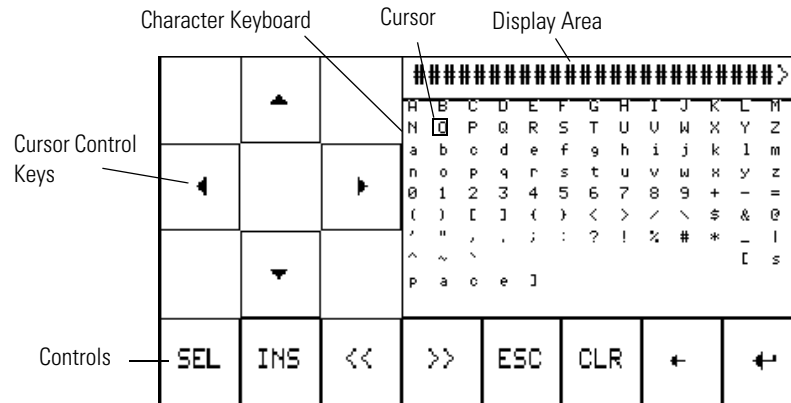 Character Keyboard
Cursor
Display Area
########################>
A B C D E F G H I J K L M
N O P Q R S T U V W X Y Z
a b c d e f g h i j k l m
n o p q r s t u v w x y z
0 1 2 3 4 5 6 7 8 9 + - =
( ) [ ] { } < > / \ $ & @
' " , . ; : ? ! % # * _ |
^ ~ ` [ s
p a c e ]
Cursor Control
Keys
Controls
SEL INS << >> ESC CLR ← ↵